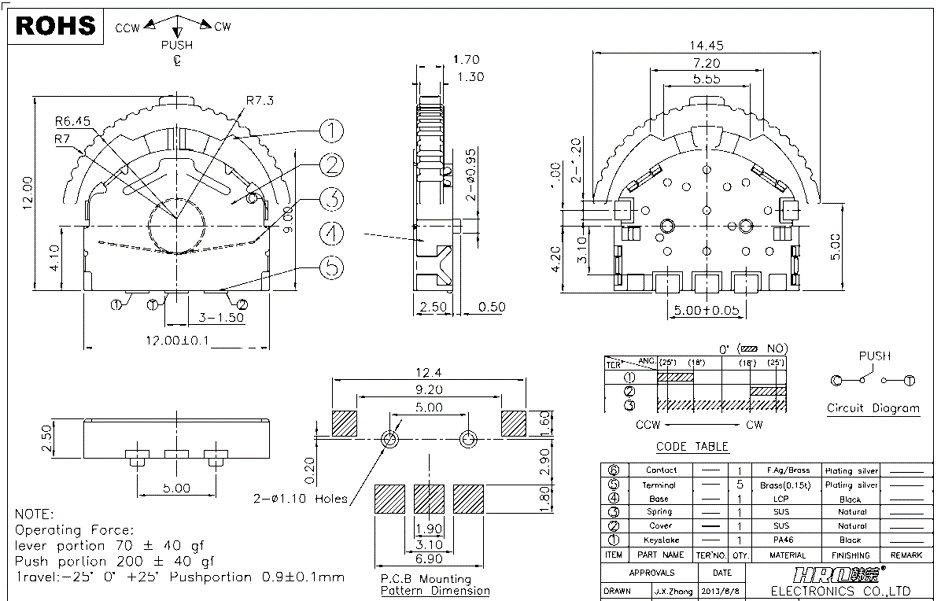 ROHS
CCW CW
PUSH
R7.3
R6.45
R7
①
②
③
④
⑤
12.00
4.10
9.00
① ① ②
3-1.50
12.00±0.1
1.70
1.30
2-ø0.95
2.50 0.50
14.45
7.20
5.55
2-1.20
1.00
4.20
3.10
5.00
5.00+0.05
0° ( NO)
TER ANG. (25°) (18°) (18°) (25°)
①
②
③
CCW CW
CODE TABLE
PUSH
Circuit Diagram
2.50
5.00
12.4
9.20
5.00
1.60
0.20
2.90
1.80
2-ø1.10 Holes
1.90
3.10
6.90
P.C.B Mounting
Pattern Dimension
NOTE:
Operating Force:
lever portion 70 ± 40 gf
Push portion 200 ± 40 gf
Travel:-25° 0° +25° Pushportion 0.9±0.1mm
⑥ Contact — 1 F.Ag/Brass Plating silver —
⑤ Terminal — 5 Brass(0.15t) Plating silver —
④ Base — 1 LCP Black —
③ Spring — 1 SUS Natural —
② Cover — 1 SUS Natural —
① Keystoke — 1 PA46 Black —
ITEM PART NAME TER'NO. QTY. MATERIAL FINISHING REMARK
APPROVALS DATE
DRAWN J.X.Zhong 2013/8/8
HRO韩荣
ELECTRONICS CO.,LTD